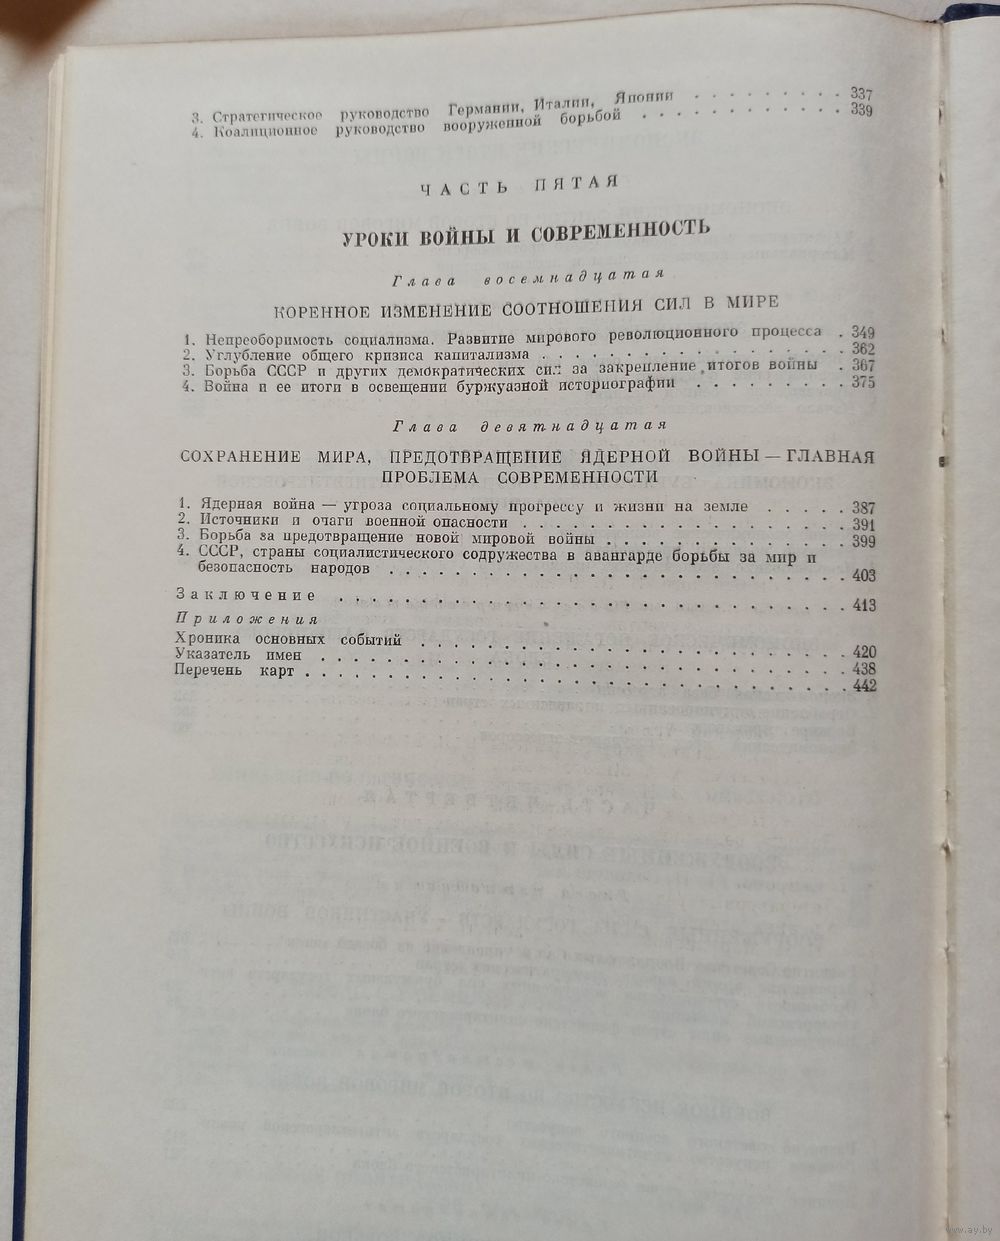 3. Стратегическое руководство Германии, Италии, Японии . . . . . . . . . 337
4. Коалиционное руководство вооруженной борьбой . . . . . . . . . . . 339
ЧАСТЬ ПЯТАЯ
УРОКИ ВОЙНЫ И СОВРЕМЕННОСТЬ
Глава восемнадцатая
КОРЕННОЕ ИЗМЕНЕНИЕ СООТНОШЕНИЯ СИЛ В МИРЕ
1. Непреоборимость социализма. Развитие мирового революционного процесса . 349
2. Углубление общего кризиса капитализма . . . . . . . . . . . . . . . . . 362
3. Борьба СССР и других демократических сил за закрепление итогов войны . 367
4. Война и ее итоги в освещении буржуазной историографии . . . . . . . . . 375
Глава девятнадцатая
СОХРАНЕНИЕ МИРА, ПРЕДОТВРАЩЕНИЕ ЯДЕРНОЙ ВОЙНЫ — ГЛАВНАЯ
ПРОБЛЕМА СОВРЕМЕННОСТИ
1. Ядерная война — угроза социальному прогрессу и жизни на земле . . . . . 387
2. Источники и очаги военной опасности . . . . . . . . . . . . . . . . . . 391
3. Борьба за предотвращение новой мировой войны . . . . . . . . . . . . . 399
4. СССР, страны социалистического содружества в авангарде борьбы за мир и
безопасность народов . . . . . . . . . . . . . . . . . . . . . . . . . . 403
Заключение . . . . . . . . . . . . . . . . . . . . . . . . . . . . . 413
Приложения
Хроника основных событий . . . . . . . . . . . . . . . . . . . . . . . . 420
Указатель имен . . . . . . . . . . . . . . . . . . . . . . . . . . . . . 438
Перечень карт . . . . . . . . . . . . . . . . . . . . . . . . . . . . . . 442
www.ay.by